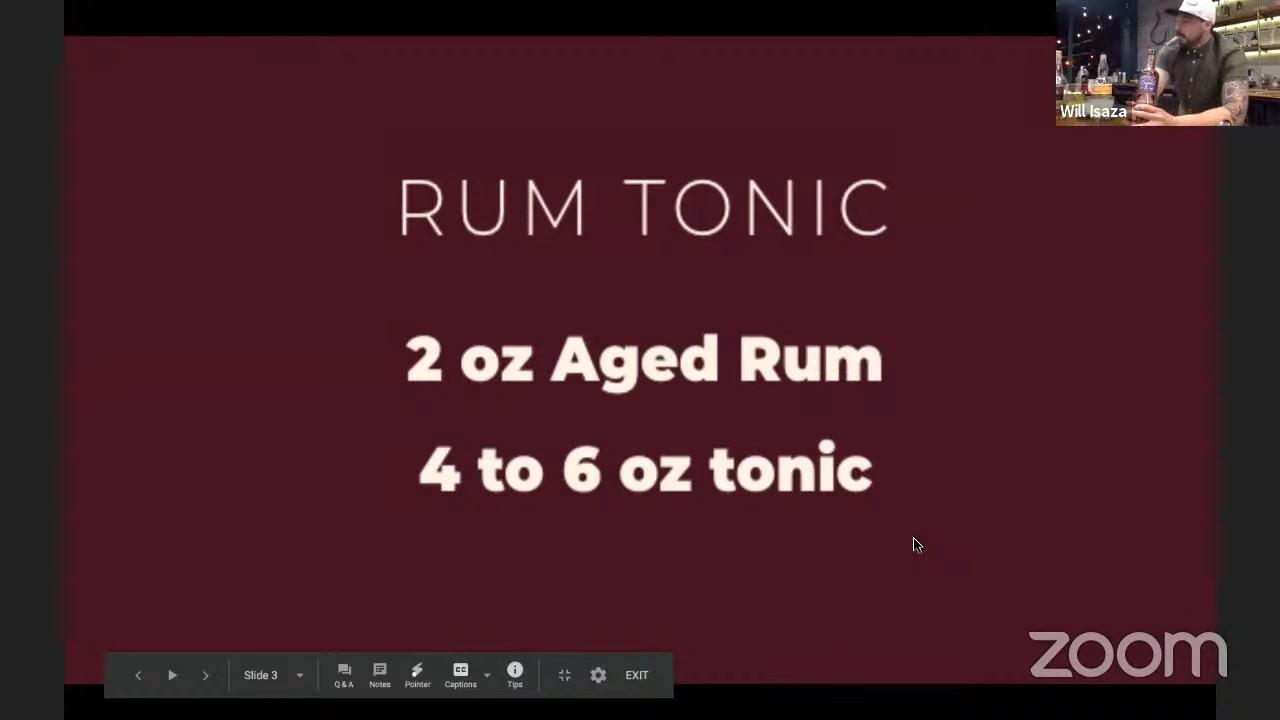 Will Isaza
RUM TONIC
2 oz Aged Rum
4 to 6 oz tonic
zoom
Slide 3
Q & A
Notes
Pointer
Captions
Tips
EXIT